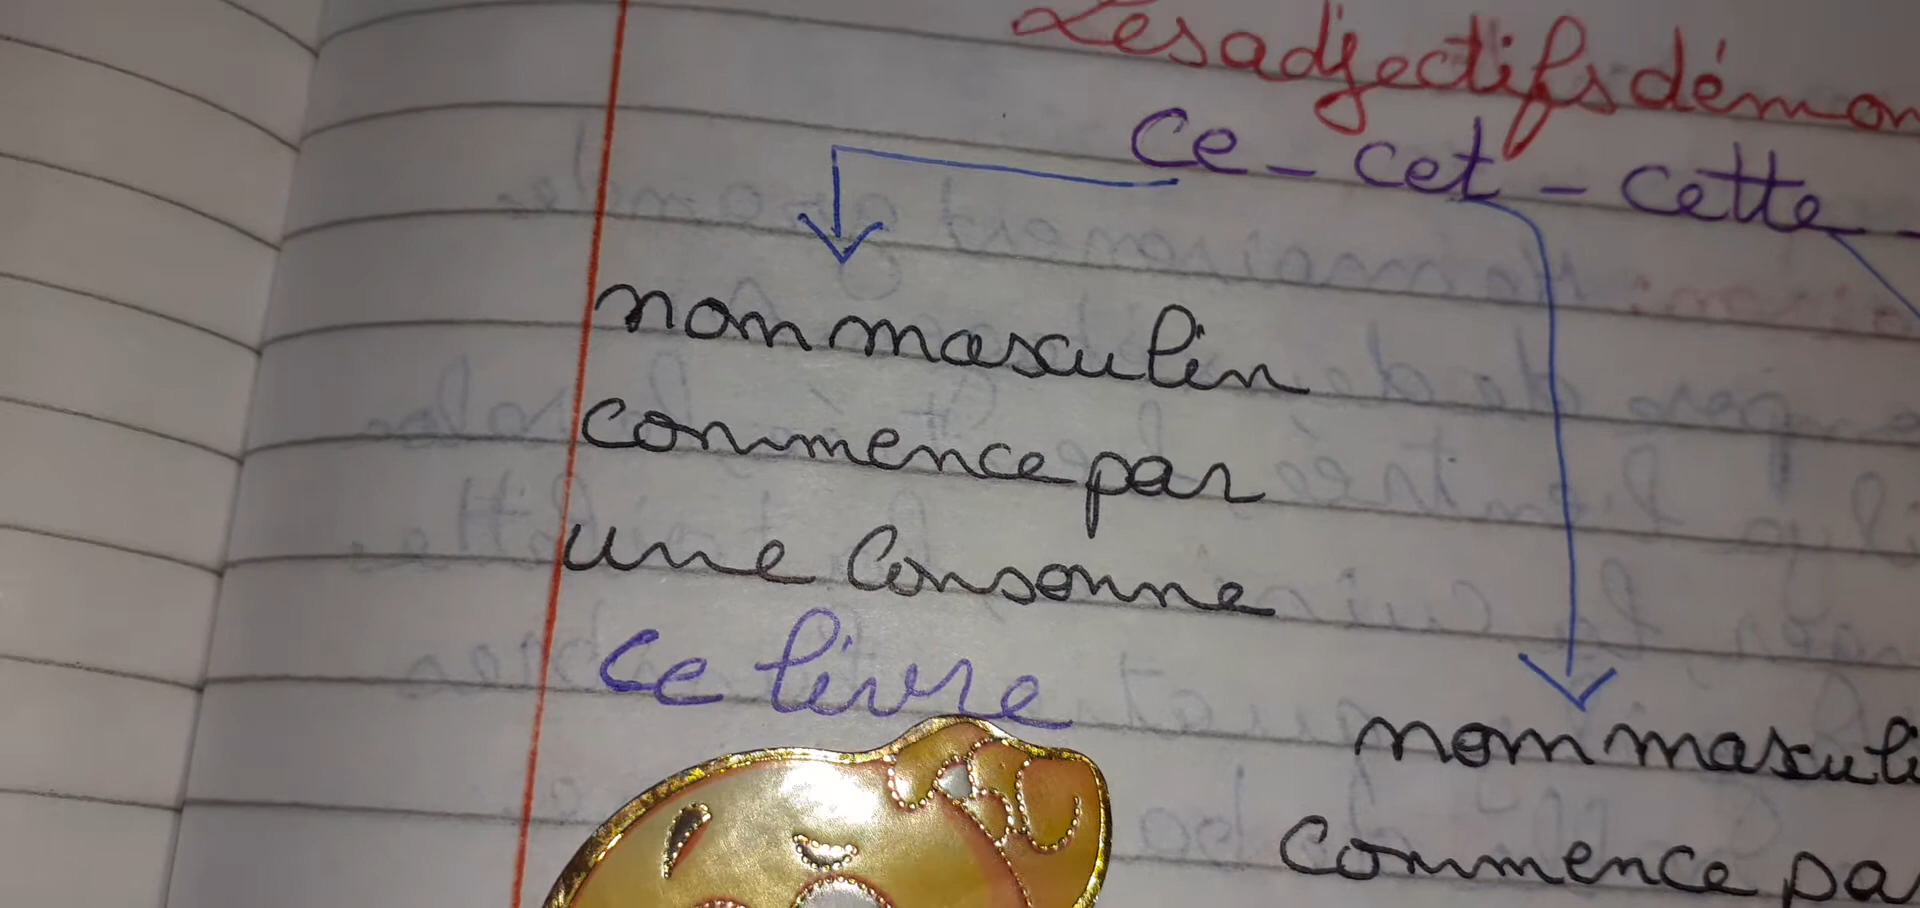 Les adjectifs démon
ce - cet - cette -
nom masculin
commence par
une consonne
ce livre
nom masculi
commence pa